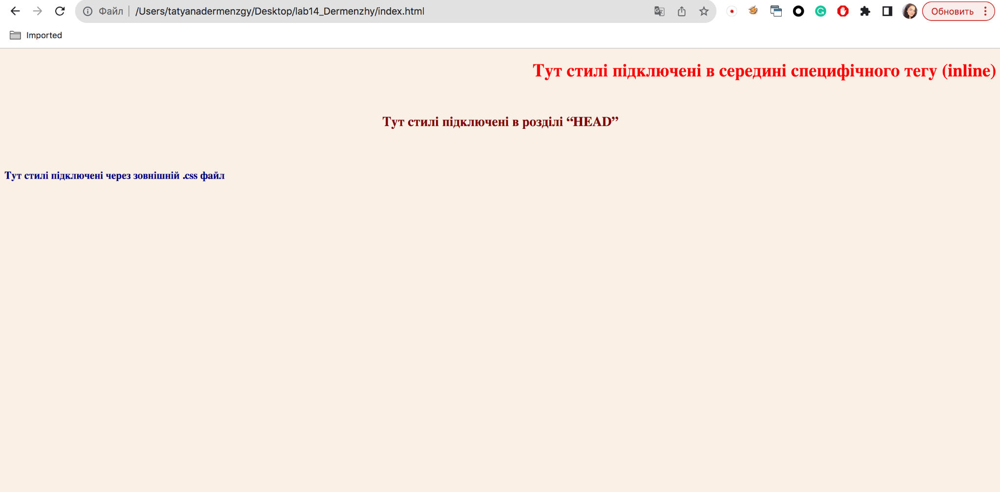 Файл | /Users/tatyanadermenzgy/Desktop/lab14_Dermenzhy/index.html
Обновить
Imported
Тут стилі підключені в середині специфічного тегу (inline)
Тут стилі підключені в розділі “HEAD”
Тут стилі підключені через зовнішній .css файл